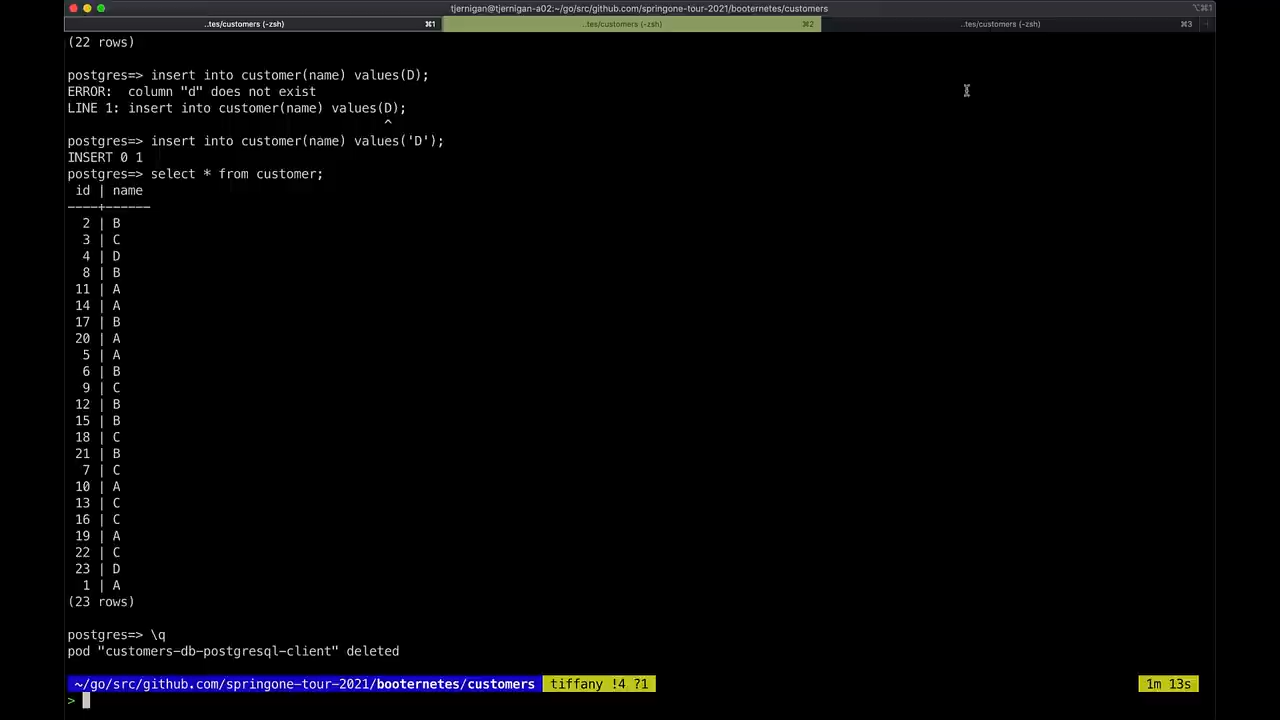 tjernigan@tjernigan-a02:~/go/src/github.com/springone-tour-2021/booternetes/customers
⌥⌘1
..tes/customers (-zsh) ⌘1 ..tes/customers (-zsh) ⌘2 ..tes/customers (-zsh) ⌘3
(22 rows)
postgres=> insert into customer(name) values(D);
ERROR:  column "d" does not exist
LINE 1: insert into customer(name) values(D);
^
postgres=> insert into customer(name) values('D');
INSERT 0 1
postgres=> select * from customer;
id | name
----+------
2 | B
3 | C
4 | D
8 | B
11 | A
14 | A
17 | B
20 | A
5 | A
6 | B
9 | C
12 | B
15 | B
18 | C
21 | B
7 | C
10 | A
13 | C
16 | C
19 | A
22 | C
23 | D
1 | A
(23 rows)
postgres=> \q
pod "customers-db-postgresql-client" deleted
~/go/src/github.com/springone-tour-2021/booternetes/customers tiffany !4 ?1 1m 13s
>